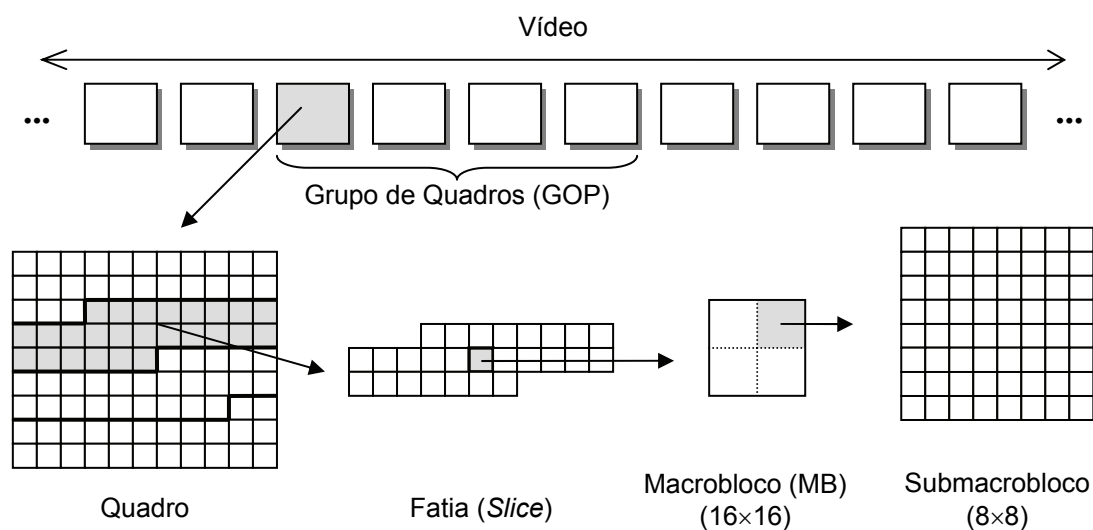 Vídeo
... ...
Grupo de Quadros (GOP)
Quadro
Fatia (Slice)
Macrobloco (MB)
(16×16)
Submacrobloco
(8×8)